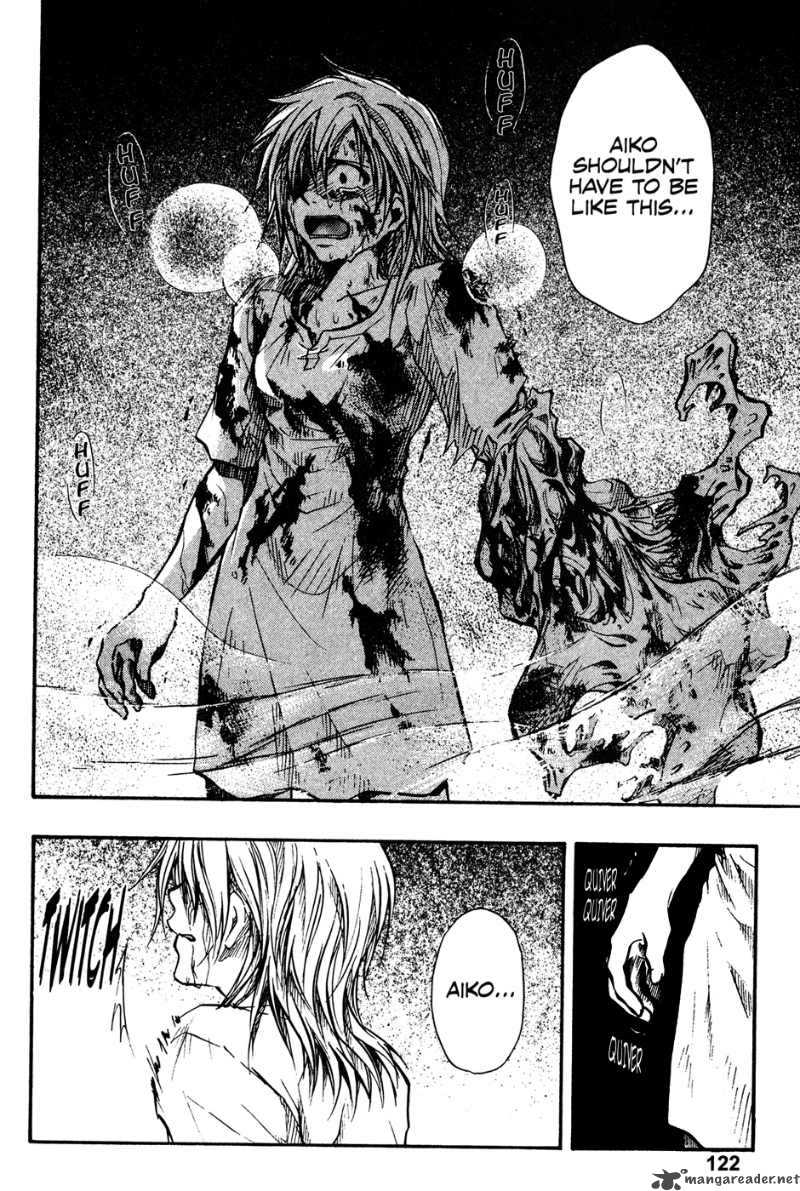 HUFF
AIKO
SHOULDN'T
HAVE TO BE
LIKE THIS...
HUFF
HUFF
HUFF
QUIVER
QUIVER
QUIVER
AIKO...
TWITCH
122
mangareader.net